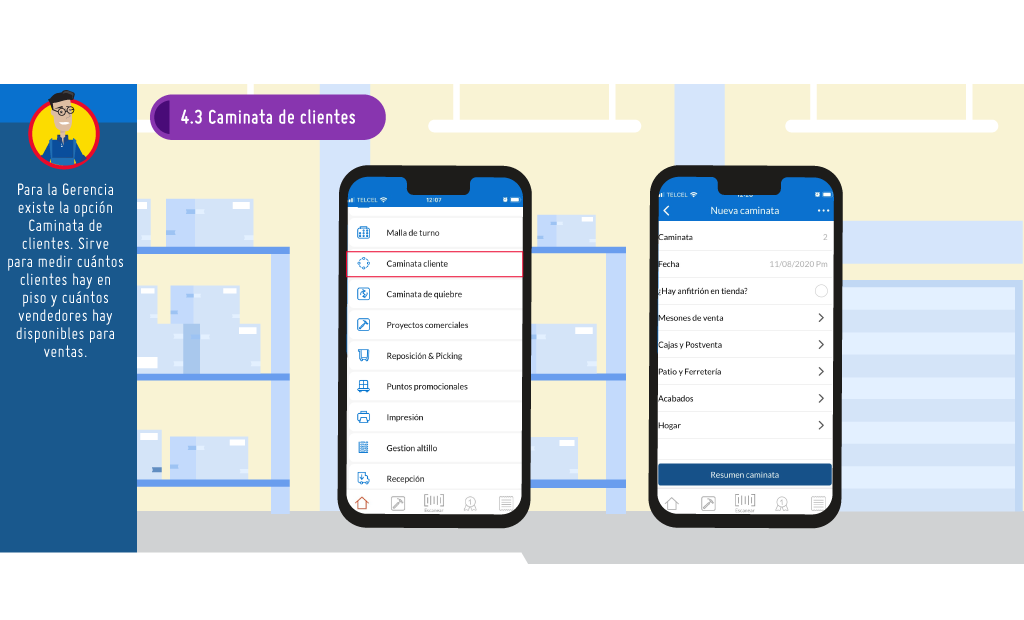 4.3 Caminata de clientes
Para la Gerencia
existe la opción
Caminata de
clientes. Sirve
para medir cuántos
clientes hay en
piso y cuántos
vendedores hay
disponibles para
ventas.
TELCEL 12:07
Malla de turno
Caminata cliente
Caminata de quiebre
Proyectos comerciales
Reposición & Picking
Puntos promocionales
Impresión
Gestion altillo
Recepción
Escanear
1
TELCEL
Nueva caminata
Caminata 2
Fecha 11/08/2020 Pm
¿Hay anfitrión en tienda?
Mesones de venta
Cajas y Postventa
Patio y Ferretería
Acabados
Hogar
Resumen caminata
Escanear
1